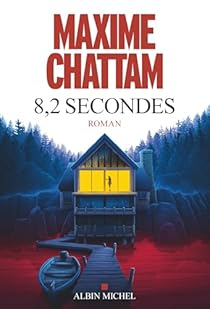 MAXIME
CHATTAM
8,2 SECONDES
ROMAN
ALBIN MICHEL